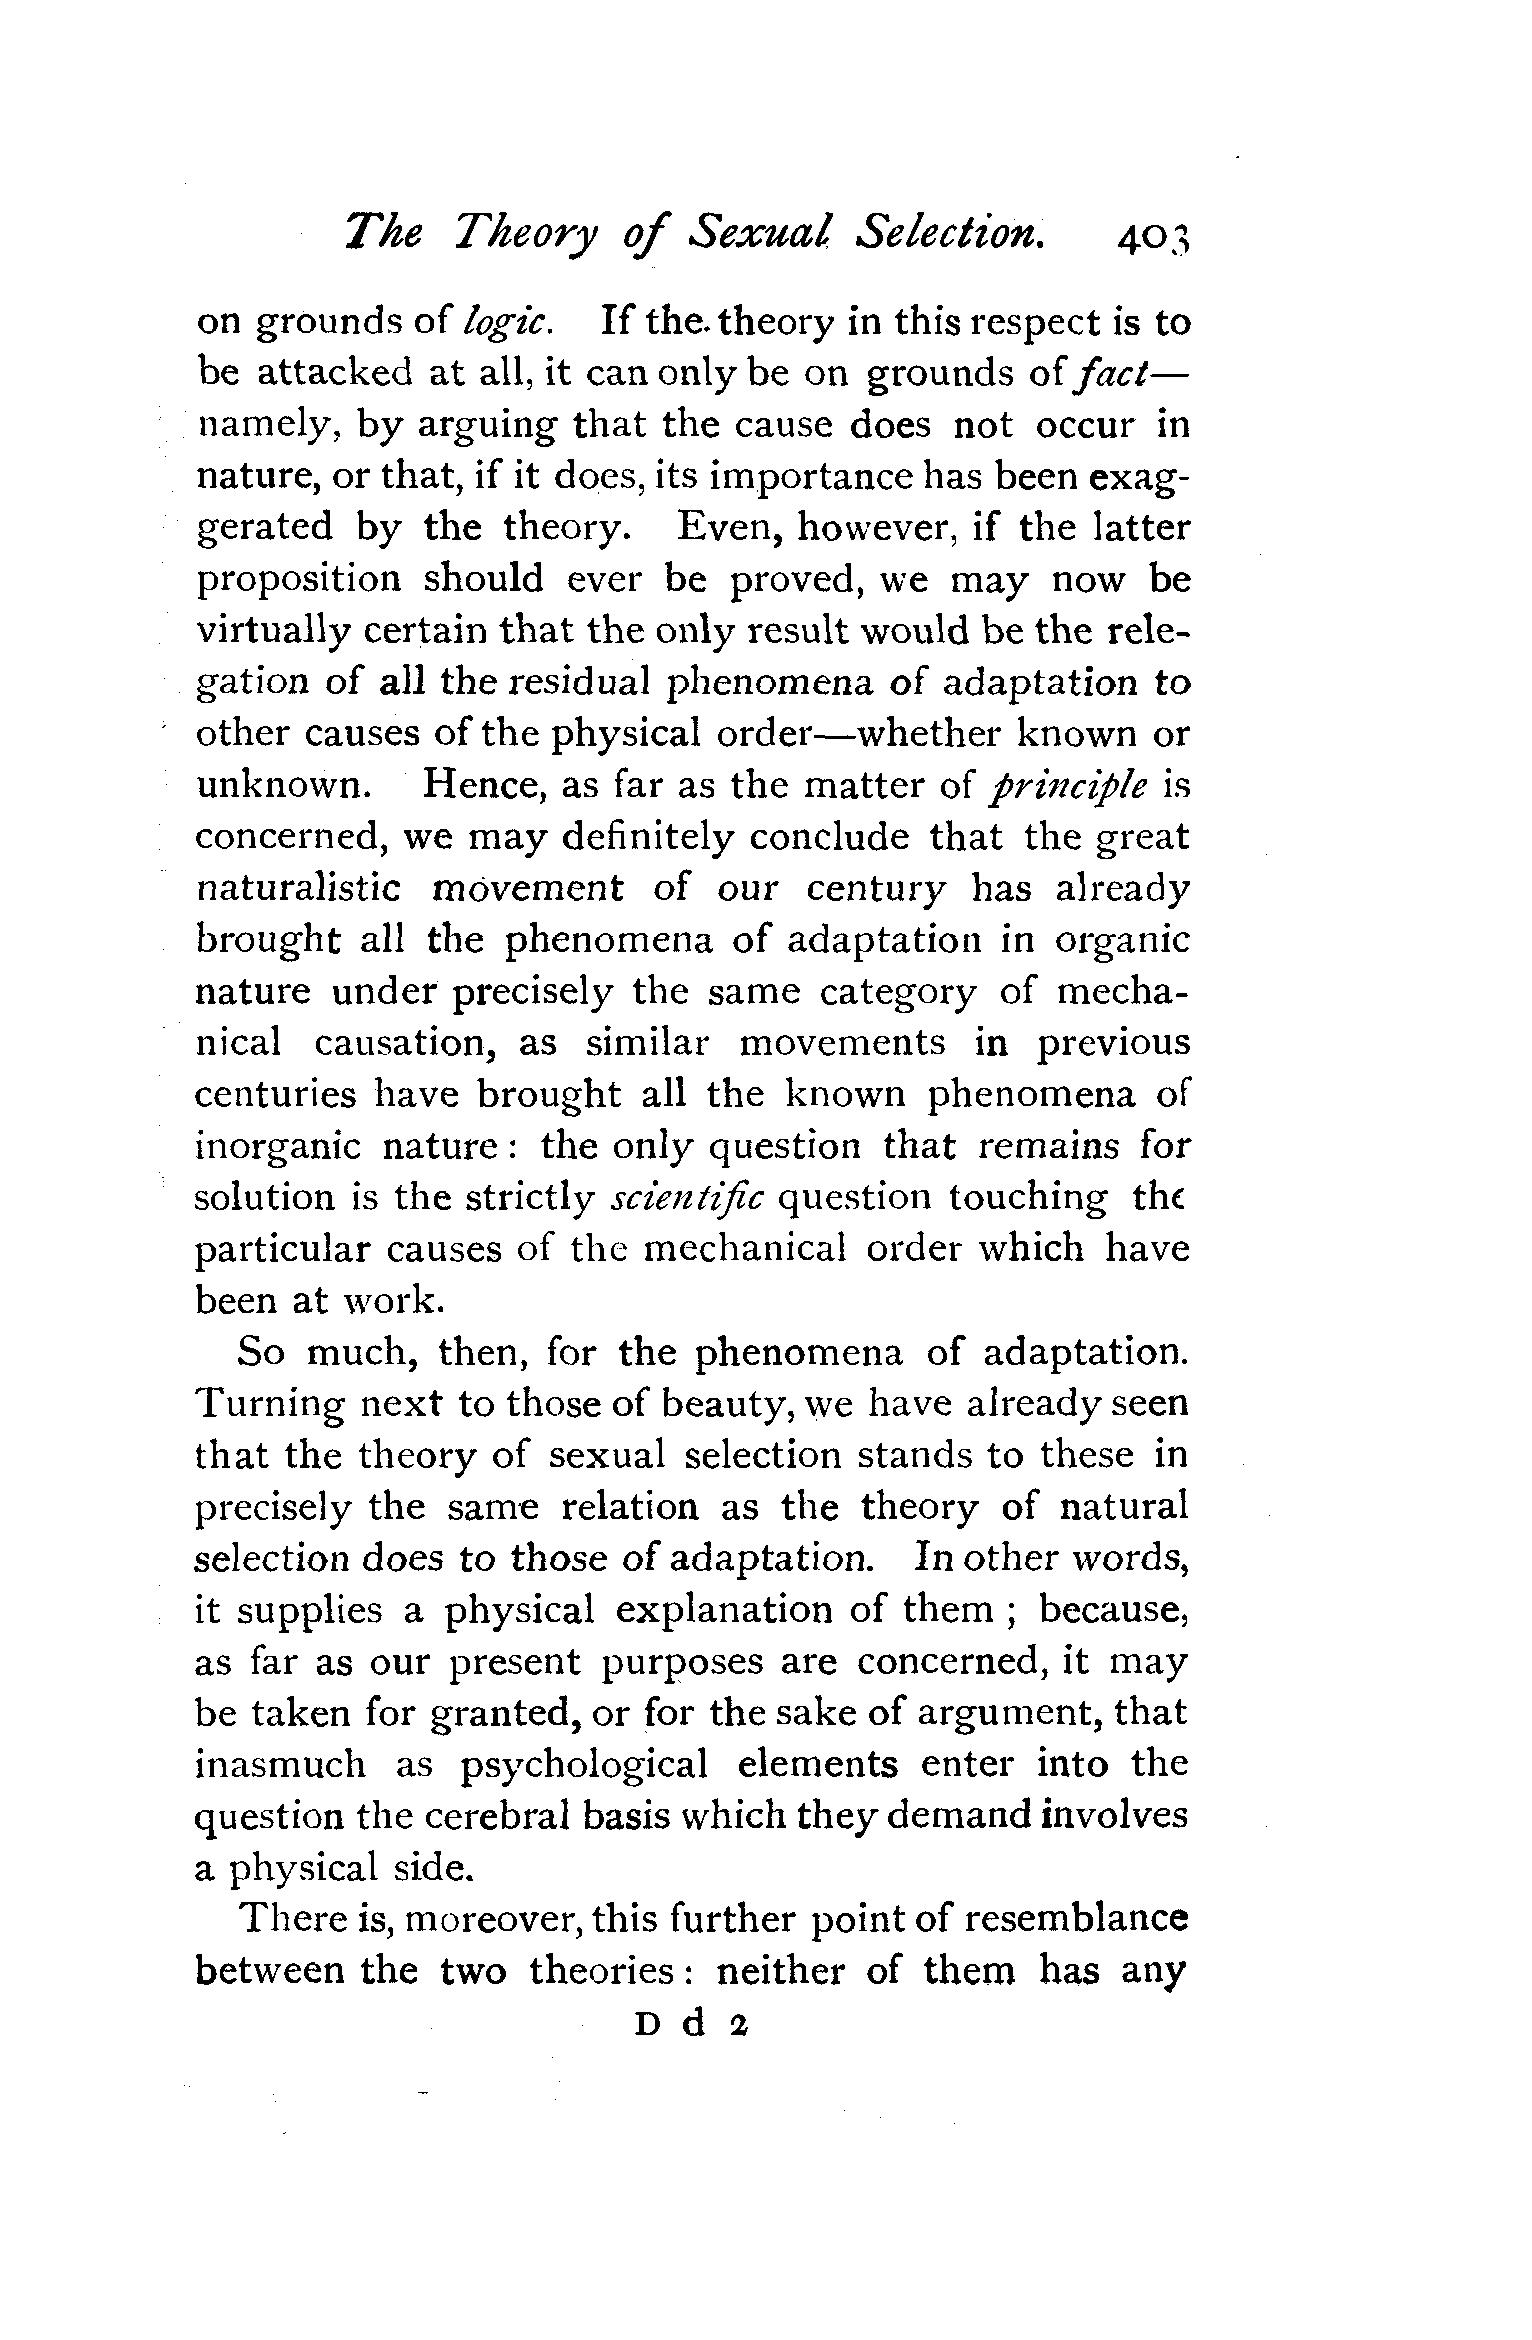 The Theory of Sexual Selection. 403
on grounds of logic. If the theory in this respect is to
be attacked at all, it can only be on grounds of fact—
namely, by arguing that the cause does not occur in
nature, or that, if it does, its importance has been exag-
gerated by the theory. Even, however, if the latter
proposition should ever be proved, we may now be
virtually certain that the only result would be the rele-
gation of all the residual phenomena of adaptation to
other causes of the physical order—whether known or
unknown. Hence, as far as the matter of principle is
concerned, we may definitely conclude that the great
naturalistic movement of our century has already
brought all the phenomena of adaptation in organic
nature under precisely the same category of mecha-
nical causation, as similar movements in previous
centuries have brought all the known phenomena of
inorganic nature : the only question that remains for
solution is the strictly scientific question touching the
particular causes of the mechanical order which have
been at work.
So much, then, for the phenomena of adaptation.
Turning next to those of beauty, we have already seen
that the theory of sexual selection stands to these in
precisely the same relation as the theory of natural
selection does to those of adaptation. In other words,
it supplies a physical explanation of them ; because,
as far as our present purposes are concerned, it may
be taken for granted, or for the sake of argument, that
inasmuch as psychological elements enter into the
question the cerebral basis which they demand involves
a physical side.
There is, moreover, this further point of resemblance
between the two theories : neither of them has any
D d 2